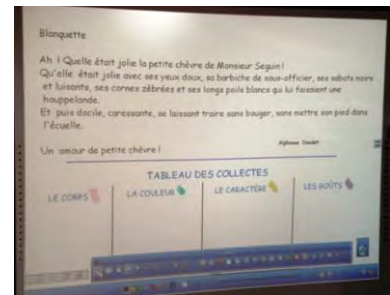 Blanquette
Ah ! Quelle était jolie la petite chèvre de Monsieur Seguin !
Qu'elle était jolie avec ses yeux doux, sa barbiche de sous-officier, ses sabots noirs
et luisants, ses cornes zébrées et ses longs poils blancs qui lui faisaient une
houppelande.
Et puis docile, caressante, se laissant traire sans bouger, sans mettre son pied dans
l'écuelle.
Un amour de petite chèvre !
Alphonse Daudet
TABLEAU DES COLLECTES
LE CORPS LA COULEUR LE CARACTÈRE LES GOÛTS